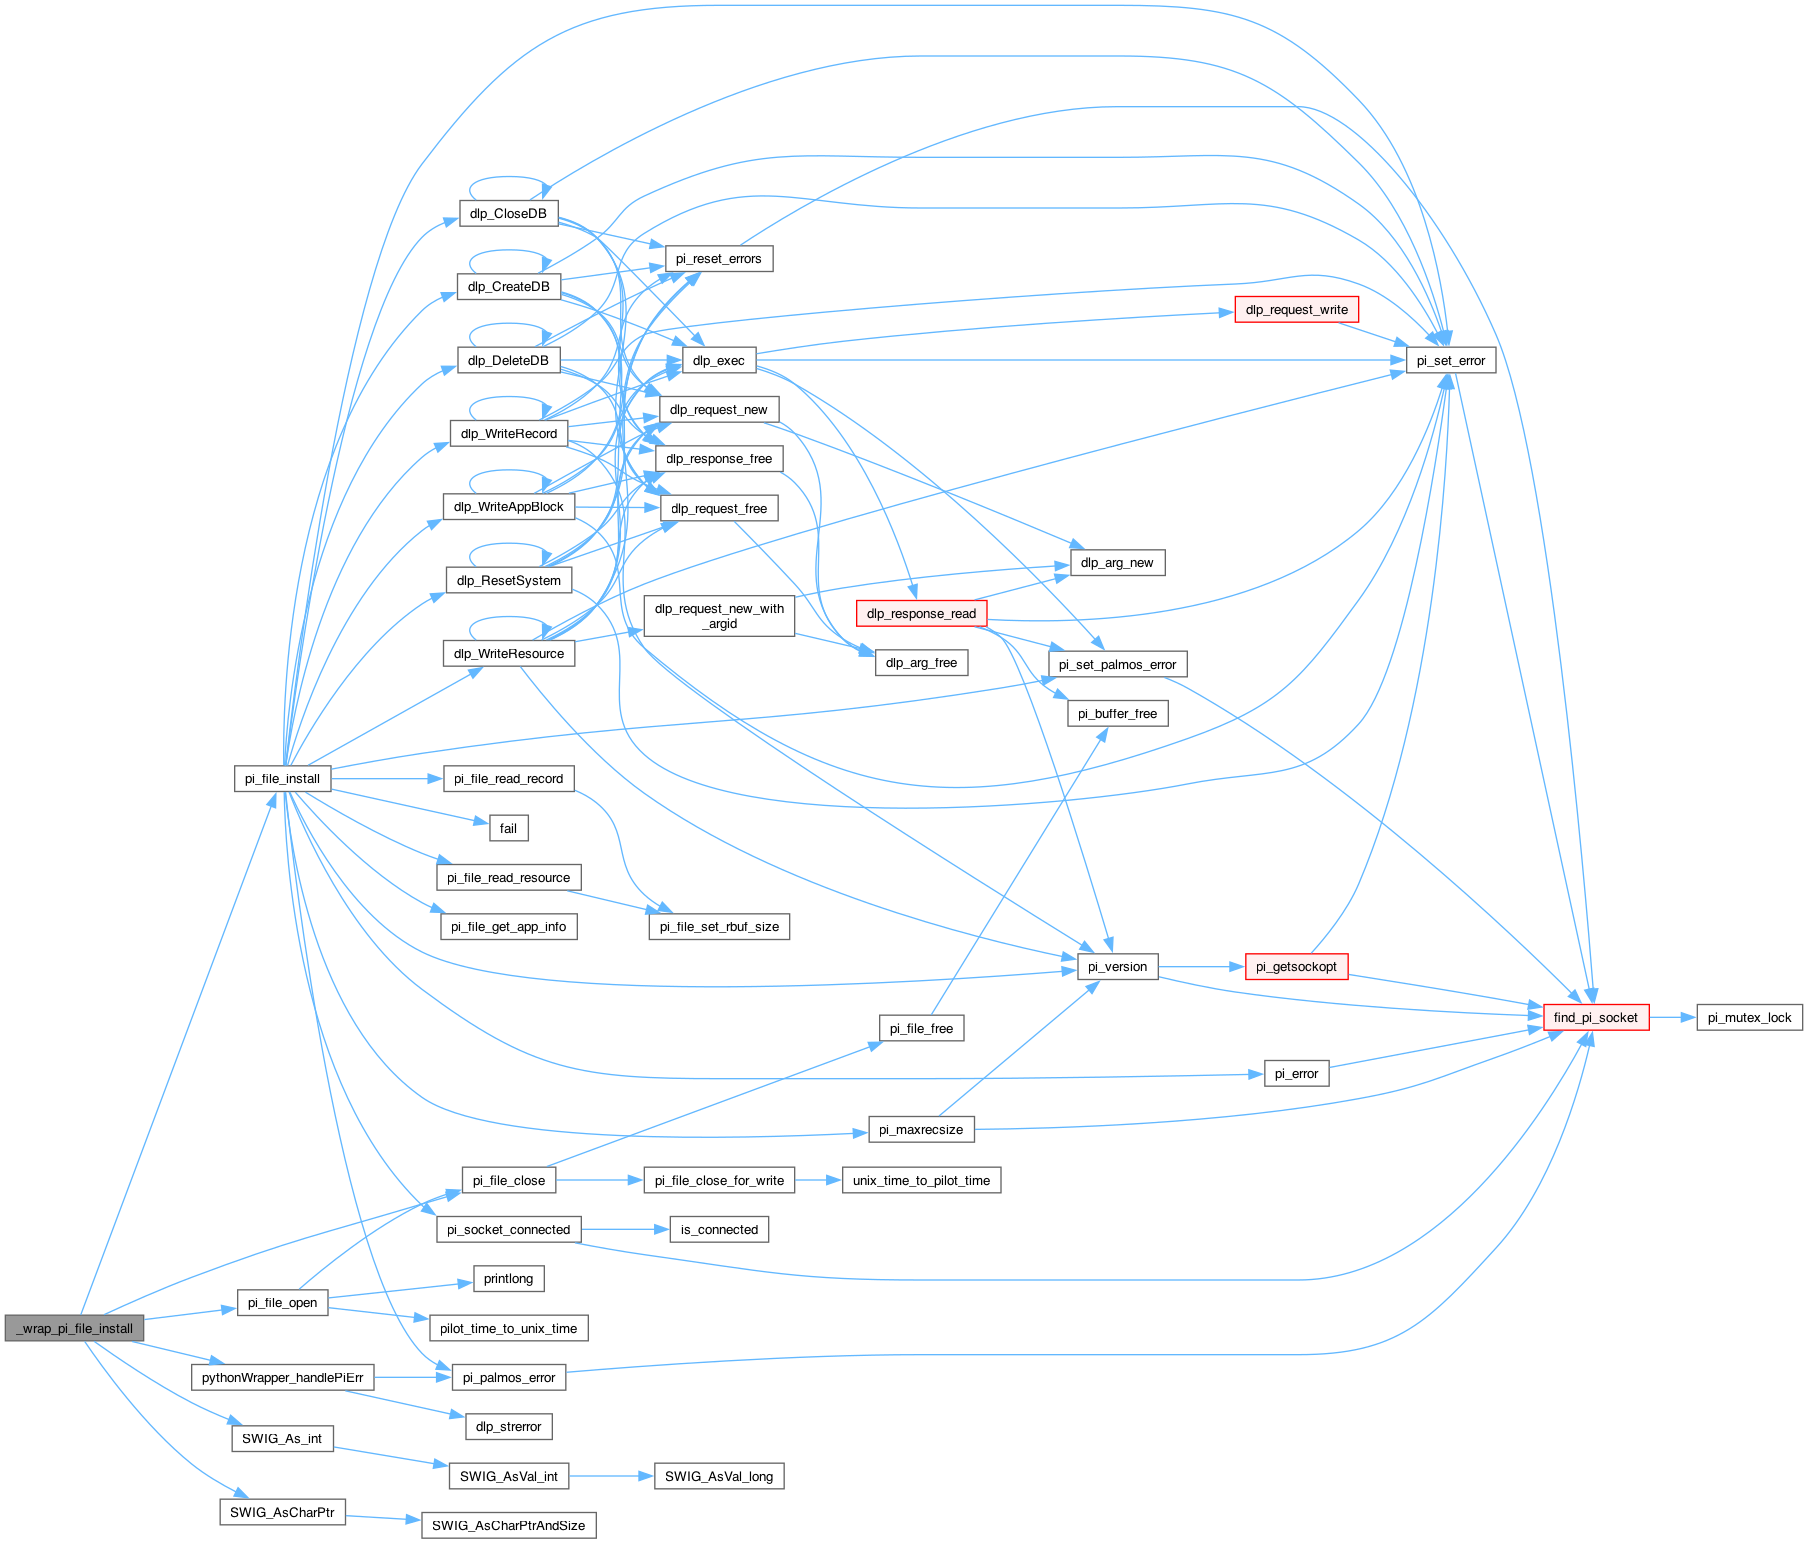 dlp_CloseDB
pi_reset_errors
dlp_CreateDB
dlp_request_write
dlp_DeleteDB
dlp_exec
pi_set_error
dlp_request_new
dlp_WriteRecord
dlp_response_free
dlp_WriteAppBlock
dlp_request_free
dlp_arg_new
dlp_ResetSystem
dlp_request_new_with
_argid
dlp_response_read
dlp_WriteResource
dlp_arg_free
pi_set_palmos_error
pi_buffer_free
pi_file_install
pi_file_read_record
fail
pi_file_read_resource
pi_file_get_app_info
pi_file_set_rbuf_size
pi_version
pi_getsockopt
find_pi_socket
pi_mutex_lock
pi_file_free
pi_error
pi_maxrecsize
pi_file_close
pi_file_close_for_write
unix_time_to_pilot_time
pi_socket_connected
is_connected
printlong
pi_file_open
_wrap_pi_file_install
pilot_time_to_unix_time
pythonWrapper_handlePiErr
pi_palmos_error
dlp_strerror
SWIG_As_int
SWIG_AsVal_int
SWIG_AsVal_long
SWIG_AsCharPtr
SWIG_AsCharPtrAndSize